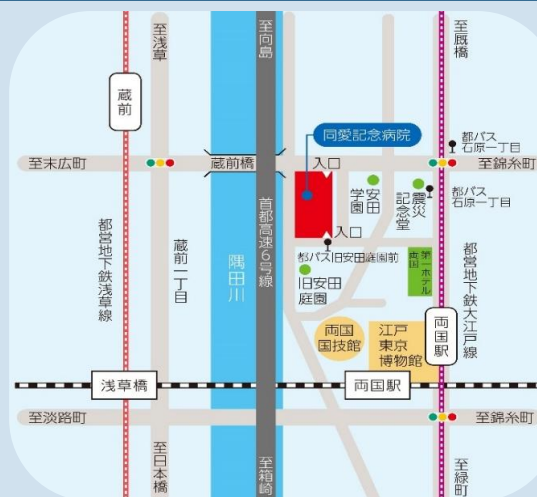 至浅草
至向島
至厩橋
蔵前
同愛記念病院
都バス
石原一丁目
至末広町
蔵前橋
入口
至錦糸町
安田学園
震災記念堂
都バス
石原一丁目
入口
都バス旧安田庭園前
都営地下鉄浅草線
蔵前一丁目
隅田川
首都高速6号線
旧安田
庭園
第一ホテル
両国
都営地下鉄大江戸線
両国
国技館
江戸
東京
博物館
両国駅
浅草橋
両国駅
至淡路町
至錦糸町
至日本橋
至箱崎
至緑町